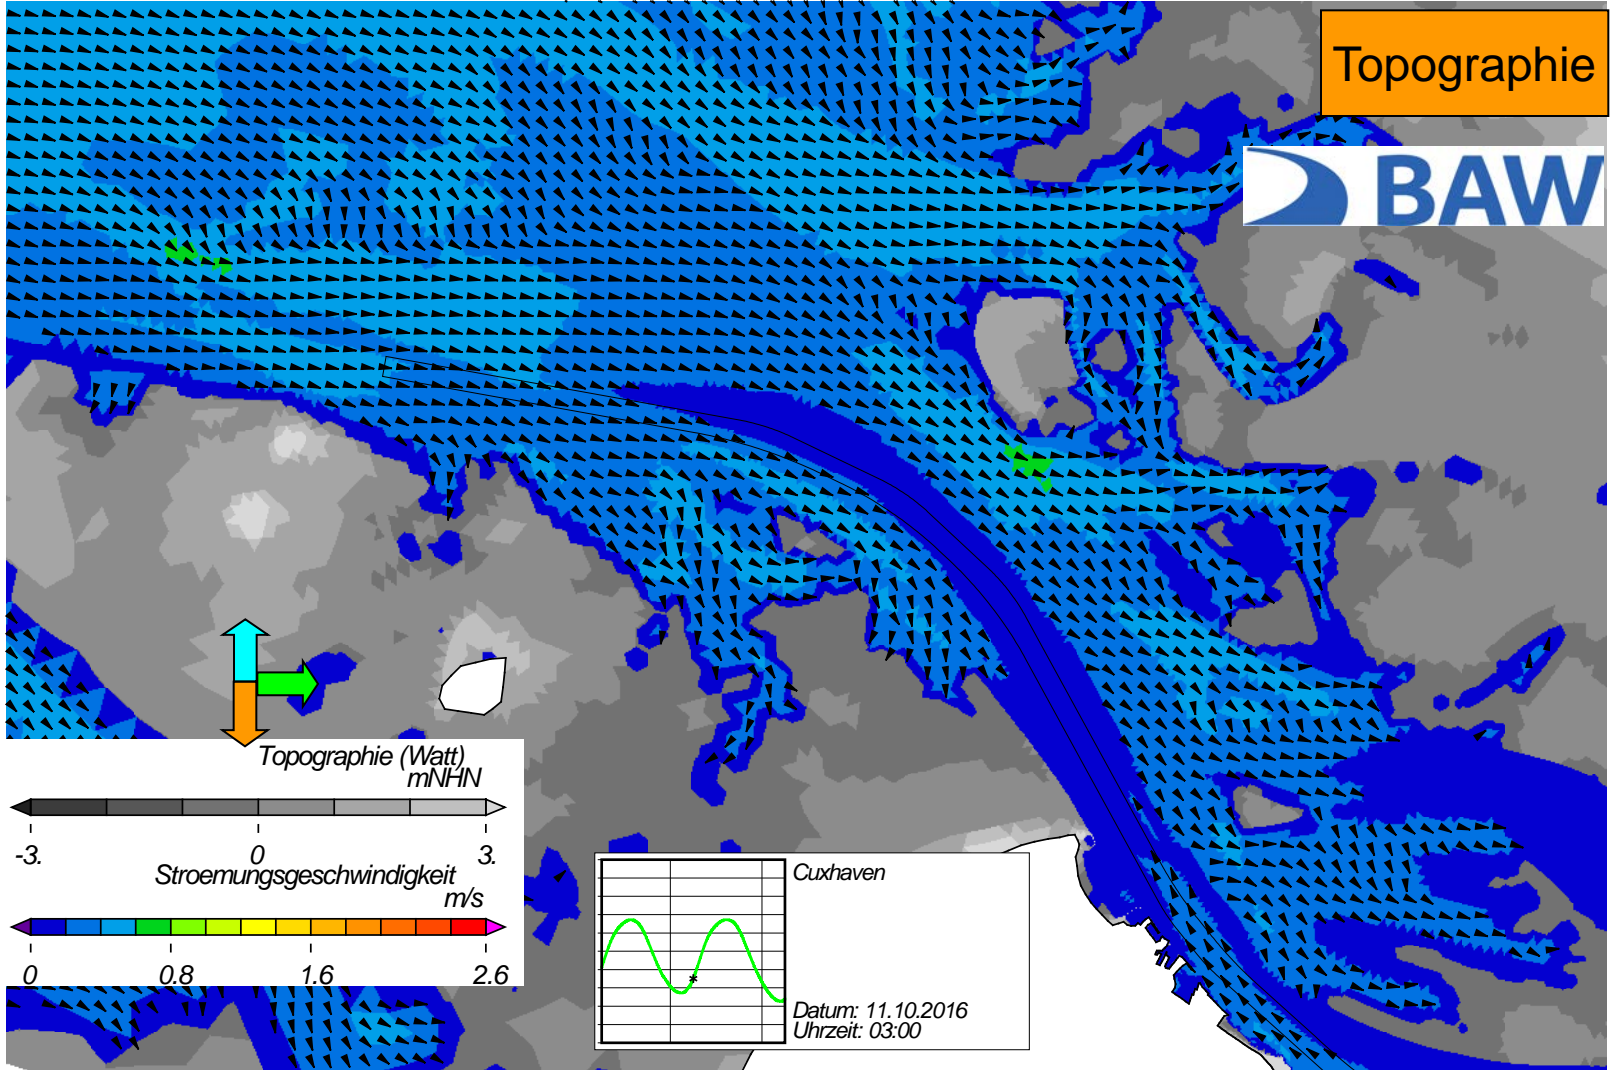 Topographie
BAW
Topographie (Watt)
mNHN
-3. 0 3.
Stroemungsgeschwindigkeit
m/s
0 0.8 1.6 2.6
Cuxhaven
Datum: 11.10.2016
Uhrzeit: 03:00